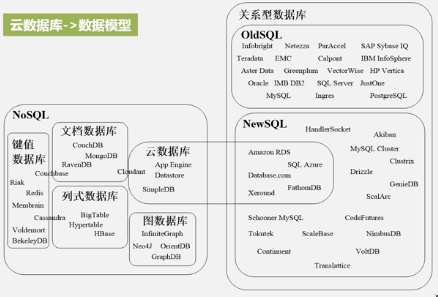 云数据库->数据模型
关系型数据库
OldSQL
Infobright Netezza ParAccel SAP Sybase IQ
Teradata EMC Calpont IBM InfoSphere
Aster Data Greenplum VectorWise HP Vertica
Oracle IMB DB2 SQL Server JustOne
MySQL Ingres PostgreSQL
NoSQL
键值
数据库
Couchbase
Riak
Redis
Membrain
Cassandra
Voldemort
BekeleyDB
文档数据库
CouchDB
MongoDB
RavenDB
Cloudant
列式数据库
BigTable
Hypertable
HBase
云数据库
App Engine
Datastore
SimpleDB
图数据库
InfiniteGraph
Neo4J OrientDB
GraphDB
Amazon RDS
SQL Azure
Database.com
FathomDB
Xeround
NewSQL
HandlerSocket
Akiban
MySQL Cluster
Clustrix
Drizzle
GenieDB
ScalArc
Schooner MySQL CodeFutures
Tokutek ScaleBase NimbusDB
Continuent VoltDB
Translattice